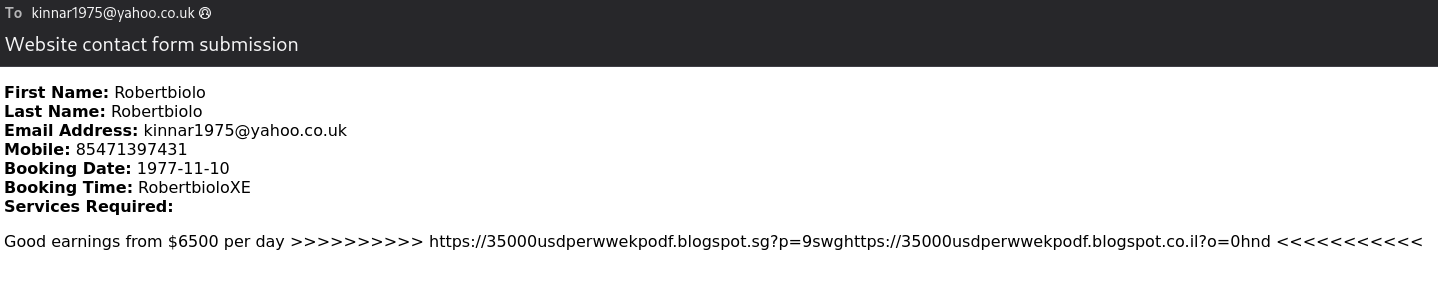 To kinnar1975@yahoo.co.uk
Website contact form submission
First Name: Robertbiolo
Last Name: Robertbiolo
Email Address: kinnar1975@yahoo.co.uk
Mobile: 85471397431
Booking Date: 1977-11-10
Booking Time: RobertbioloXE
Services Required:
Good earnings from $6500 per day >>>>>>>>>> https://35000usdperwwekpodf.blogspot.sg?p=9swghttps://35000usdperwwekpodf.blogspot.co.il?o=0hnd <<<<<<<<<<<